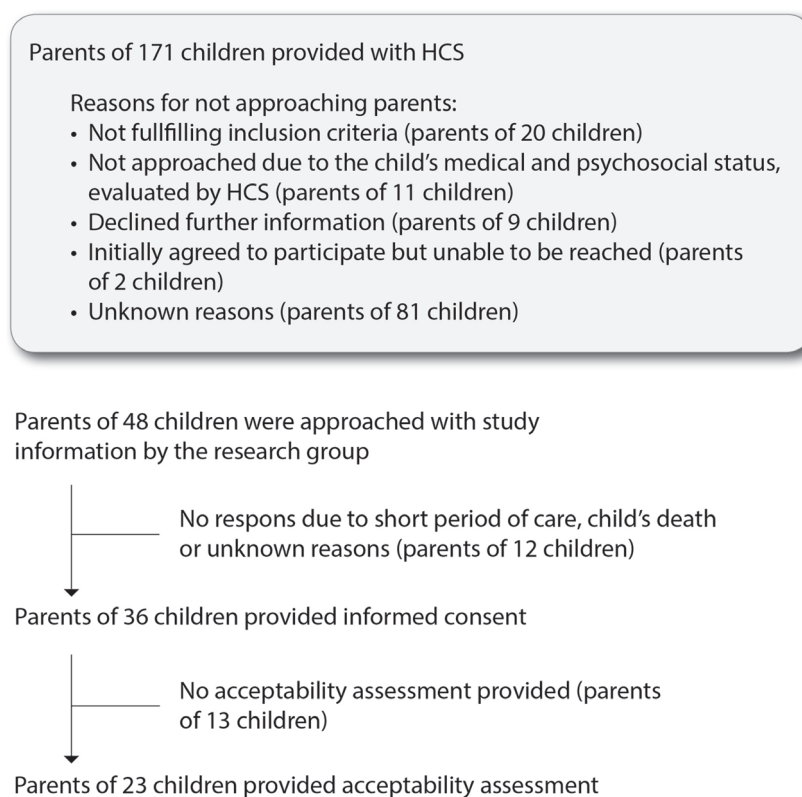 Parents of 171 children provided with HCS
Reasons for not approaching parents:
• Not fullfilling inclusion criteria (parents of 20 children)
• Not approached due to the child's medical and psychosocial status,
evaluated by HCS (parents of 11 children)
• Declined further information (parents of 9 children)
• Initially agreed to participate but unable to be reached (parents
of 2 children)
• Unknown reasons (parents of 81 children)
Parents of 48 children were approached with study
information by the research group
No respons due to short period of care, child's death
or unknown reasons (parents of 12 children)
Parents of 36 children provided informed consent
No acceptability assessment provided (parents
of 13 children)
Parents of 23 children provided acceptability assessment